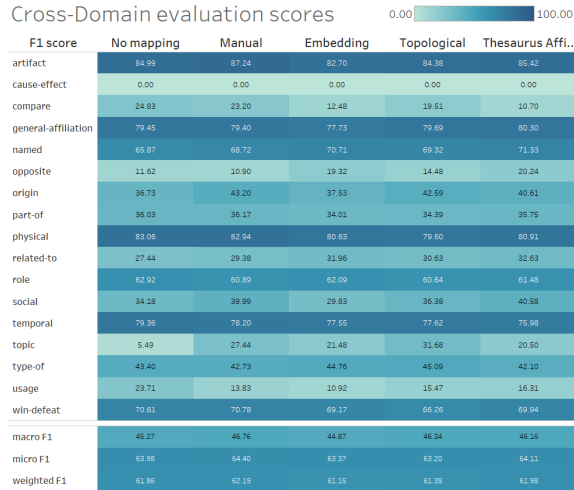 Cross-Domain evaluation scores 0.00 100.00
F1 score No mapping Manual Embedding Topological Thesaurus Affi..
artifact 84.99 87.24 82.70 84.38 85.42
cause-effect 0.00 0.00 0.00 0.00 0.00
compare 24.83 23.20 12.48 19.51 10.70
general-affiliation 79.45 79.40 77.73 79.69 80.30
named 65.87 68.72 70.71 69.32 71.33
opposite 11.62 10.90 19.32 14.48 20.24
origin 36.73 43.20 37.53 42.59 40.61
part-of 36.03 36.17 34.01 34.39 35.75
physical 83.06 82.94 80.63 79.60 80.91
related-to 27.44 29.38 31.96 30.63 32.63
role 62.92 60.89 62.09 60.64 61.48
social 34.18 39.99 29.83 36.38 40.58
temporal 79.36 78.20 77.55 77.62 75.98
topic 5.49 27.44 21.48 31.68 20.50
type-of 43.40 42.73 44.76 45.09 42.10
usage 23.71 13.83 10.92 15.47 16.31
win-defeat 70.61 70.78 69.17 66.26 69.94
macro F1 45.27 46.76 44.87 46.34 46.16
micro F1 63.98 64.40 63.37 63.20 64.11
weighted F1 61.86 62.19 61.15 61.38 61.98